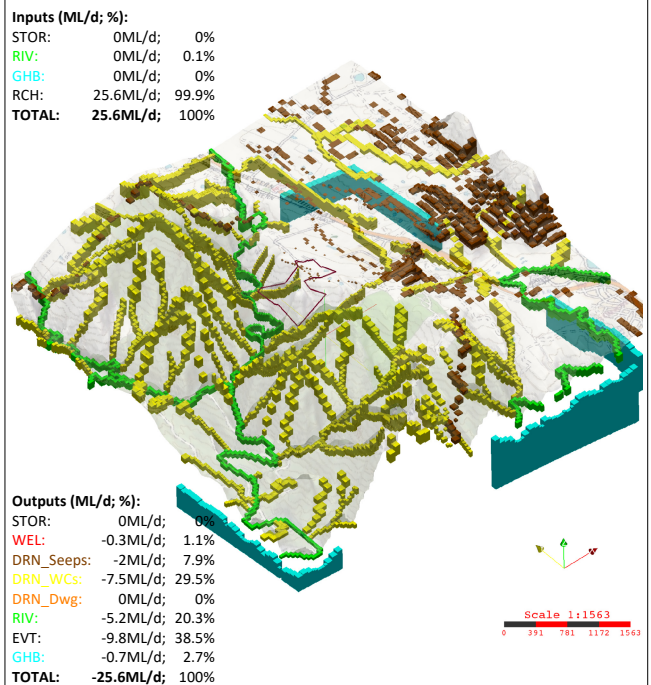 Inputs (ML/d; %):
STOR: 0ML/d; 0%
RIV: 0ML/d; 0.1%
GHB: 0ML/d; 0%
RCH: 25.6ML/d; 99.9%
TOTAL: 25.6ML/d; 100%
Outputs (ML/d; %):
STOR: 0ML/d; 0%
WEL: -0.3ML/d; 1.1%
DRN_Seeps: -2ML/d; 7.9%
DRN_WCs: -7.5ML/d; 29.5%
DRN_Dwg: 0ML/d; 0%
RIV: -5.2ML/d; 20.3%
EVT: -9.8ML/d; 38.5%
GHB: -0.7ML/d; 2.7%
TOTAL: -25.6ML/d; 100%
Scale 1:1563
0 391 781 1172 1563